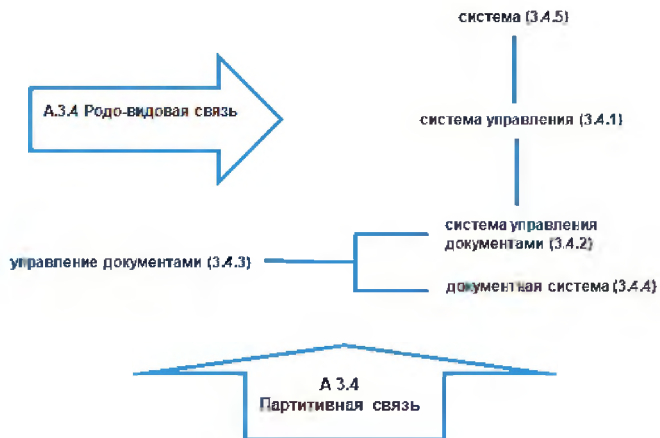 система (3.4.5)
А.3.4 Родо-видовая связь
система управления (3.4.1)
система управления
документами (3.4.2)
управление документами (3.4.3)
документная система (3.4.4)
А 3.4
Партитивная связь